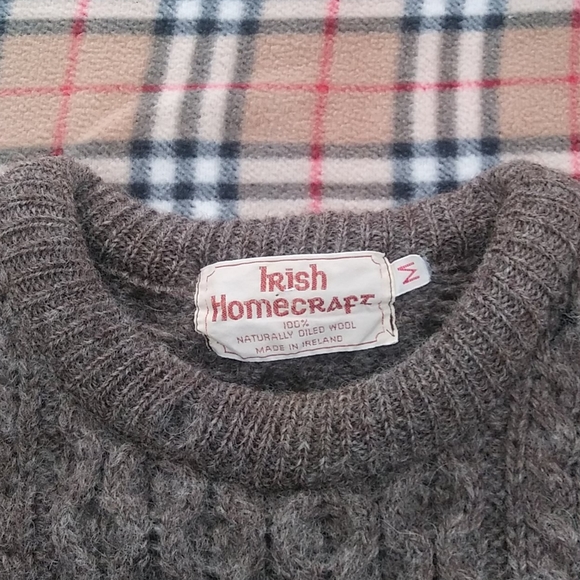 Irish
Homecraft
100%
NATURALLY OILED WOOL
MADE IN IRELAND
M